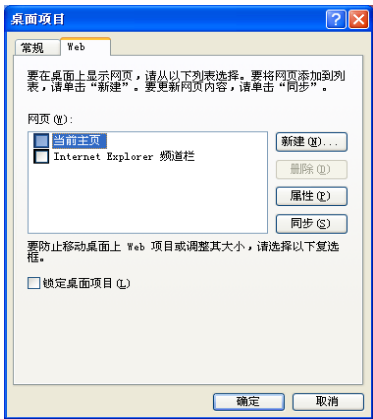 桌面项目
常规 Web
要在桌面上显示网页，请从以下列表选择。要将网页添加到列
表，请单击“新建”。要更新网页内容，请单击“同步”。
网页(W):
当前主页
Internet Explorer 频道栏
新建(N)...
删除(D)
属性(P)
同步(S)
要防止移动桌面上 Web 项目或调整其大小，请选择以下复选
框。
锁定桌面项目(L)
确定 取消